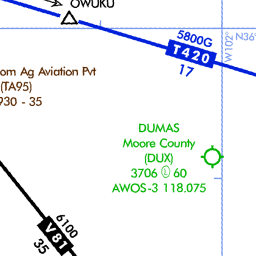 OWUKU
5800G
T420
17
W102°
N36°
om Ag Aviation Pvt
(TA95)
930 - 35
DUMAS
Moore County
(DUX)
3706 Ⓛ 60
AWOS-3 118.075
6100
V81
35